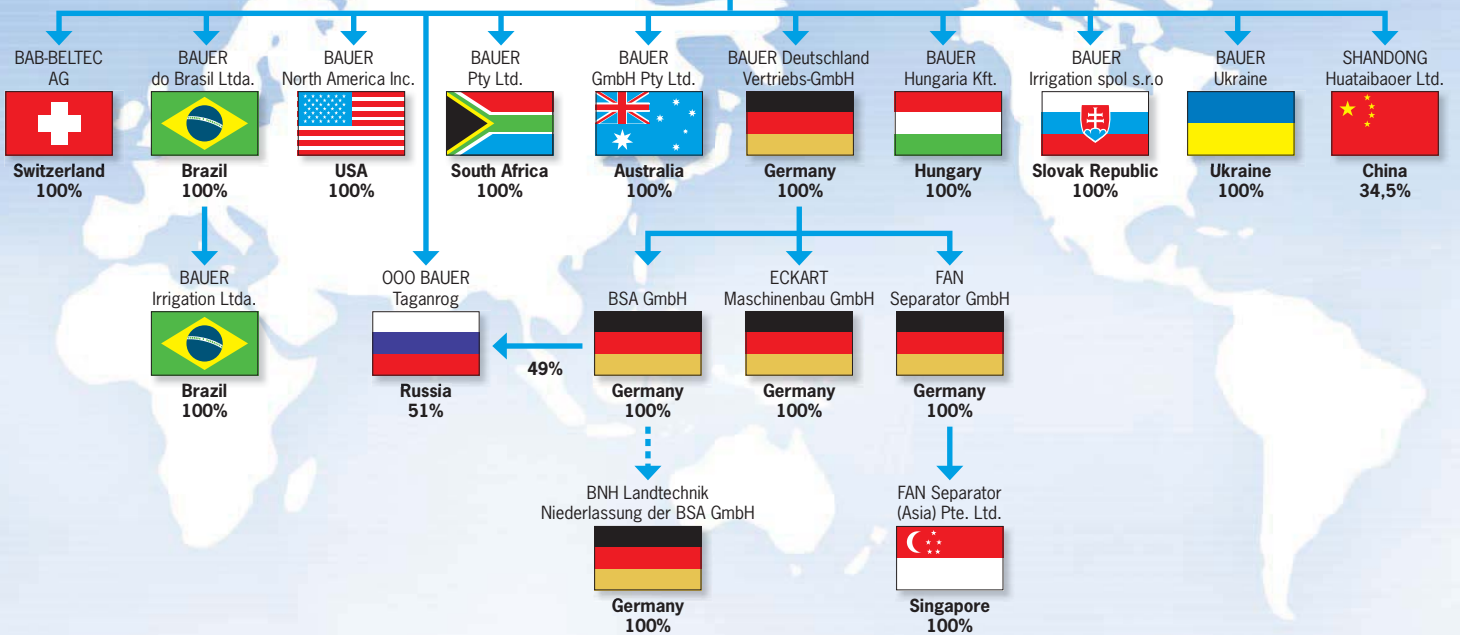 BAB-BELTEC
AG
Switzerland
100%
BAUER
do Brasil Ltda.
Brazil
100%
BAUER
North America Inc.
USA
100%
BAUER
Pty Ltd.
South Africa
100%
BAUER
GmbH Pty Ltd.
Australia
100%
BAUER Deutschland
Vertriebs-GmbH
Germany
100%
BAUER
Hungaria Kft.
Hungary
100%
BAUER
Irrigation spol s.r.o
Slovak Republic
100%
BAUER
Ukraine
Ukraine
100%
SHANDONG
Huataibaoer Ltd.
China
34,5%
BAUER
Irrigation Ltda.
Brazil
100%
OOO BAUER
Taganrog
Russia
51%
49%
BSA GmbH
Germany
100%
ECKART
Maschinenbau GmbH
Germany
100%
FAN
Separator GmbH
Germany
100%
BNH Landtechnik
Niederlassung der BSA GmbH
Germany
100%
FAN Separator
(Asia) Pte. Ltd.
Singapore
100%